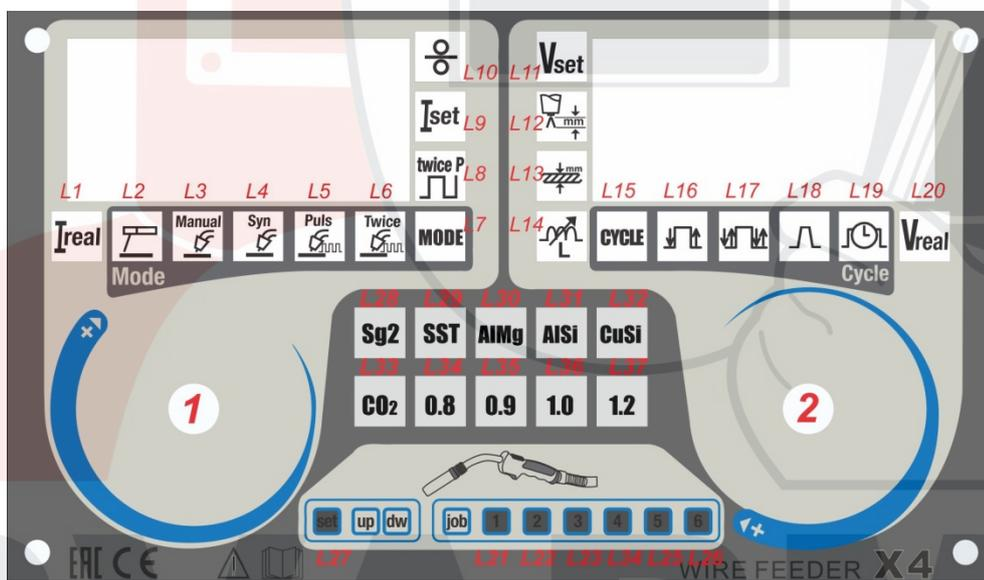 L10 L11 Vset
Iset L9 L12 mm
twice P L8 L13 mm
L1 L2 L3 L4 L5 L6 L7 L14 L15 L16 L17 L18 L19 L20
Ireal Manual Syn Puls Twice MODE L CYCLE Vreal
Mode Cycle
L28 L29 L30 L31 L32
Sg2 SST AlMg AlSi CuSi
L33 L34 L35 L36 L37
CO2 0.8 0.9 1.0 1.2
1 2
set up dw job 1 2 3 4 5 6
L27 L21 L22 L23 L34 L25 L26
EAC CE WIRE FEEDER X4